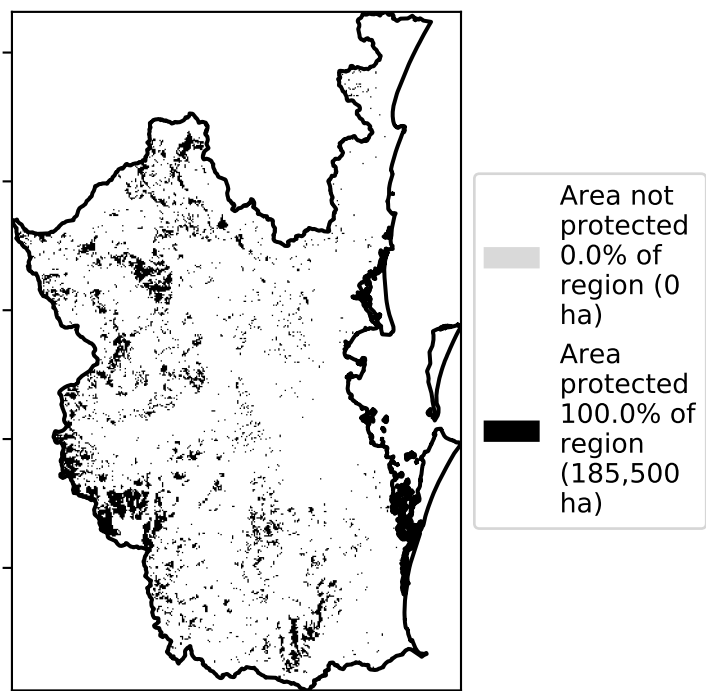 Area not
protected
0.0% of
region (0
ha)
Area
protected
100.0% of
region
(185,500
ha)